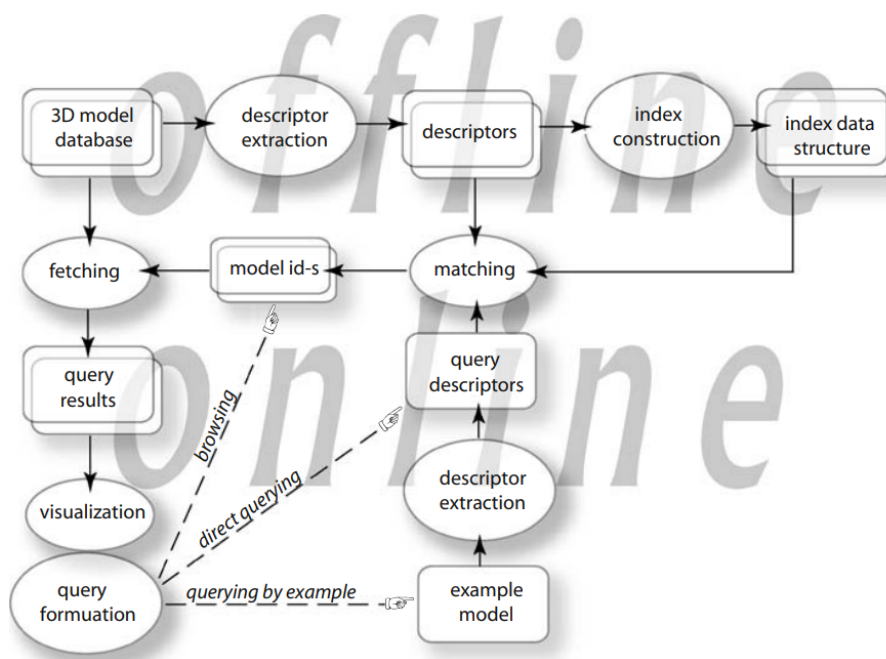 offline
3D model
database
descriptor
extraction
descriptors
index
construction
index data
structure
fetching
model id-s
matching
online
query
results
query
descriptors
browsing
direct querying
visualization
descriptor
extraction
query
formuation
querying by example
example
model